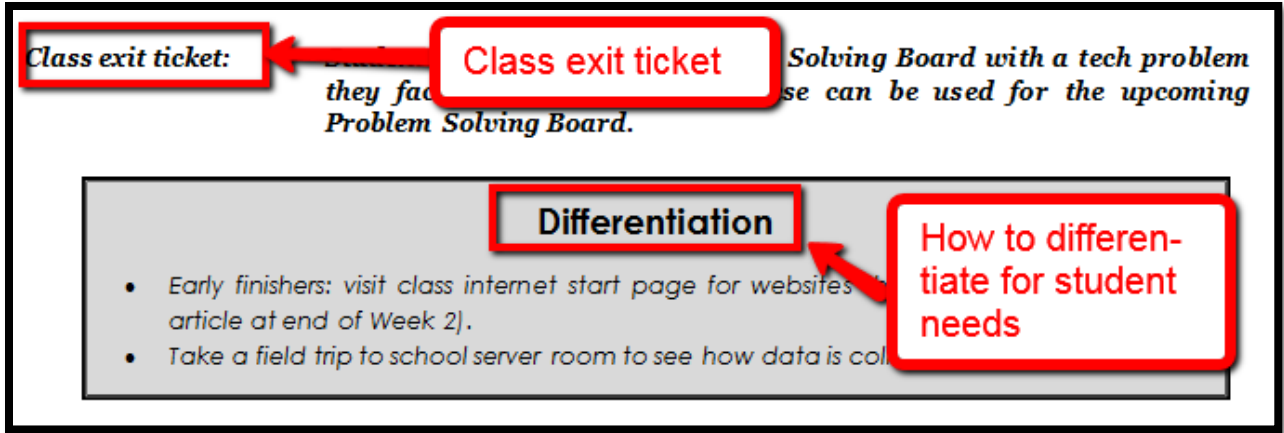 Class exit ticket:
Class exit ticket
Solving Board with a tech problem
they se can be used for the upcoming
Problem Solving Board.
Differentiation
How to differen-
tiate for student
needs
• Early finishers: visit class internet start page for websites
article at end of Week 2).
• Take a field trip to school server room to see how data is